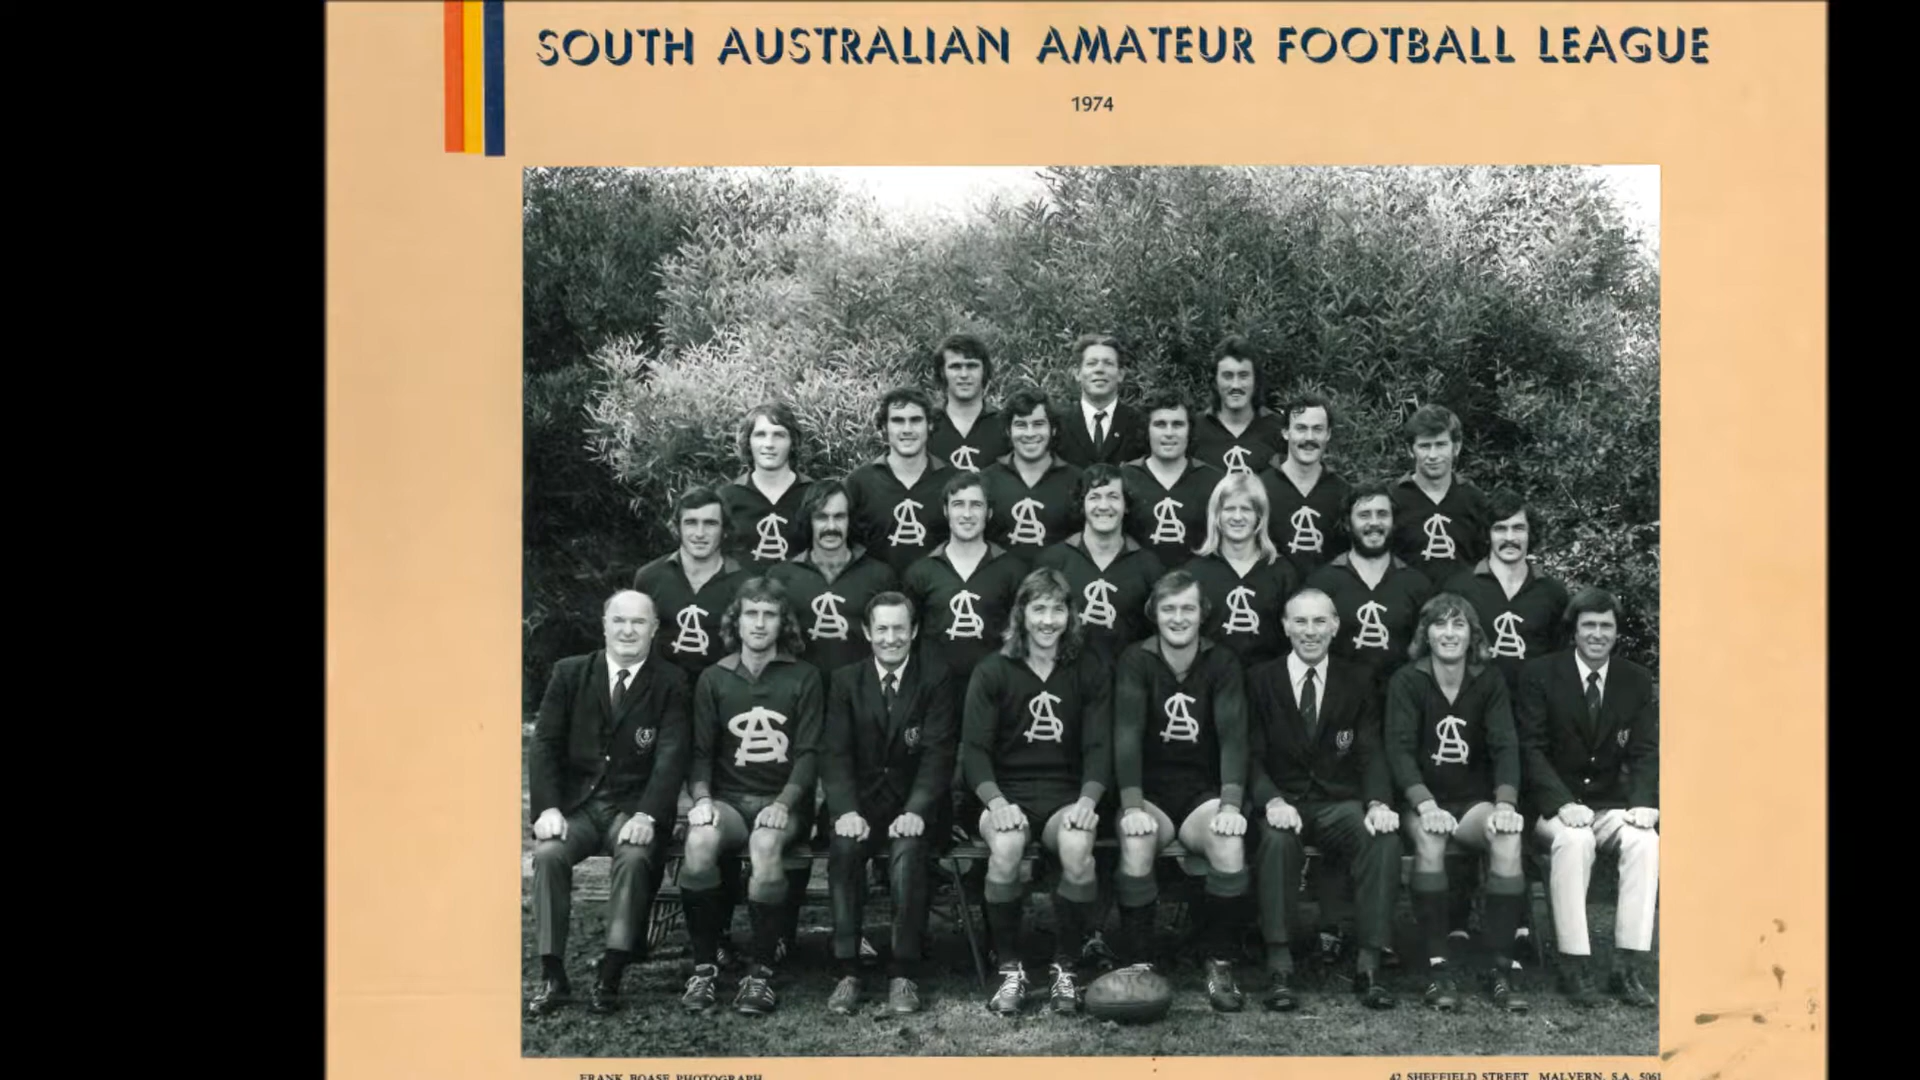 SOUTH AUSTRALIAN AMATEUR FOOTBALL LEAGUE
1974
FRANK BOASE PHOTOGRAPH
42 SHEFFIELD STREET, MALVERN, S.A. 5061